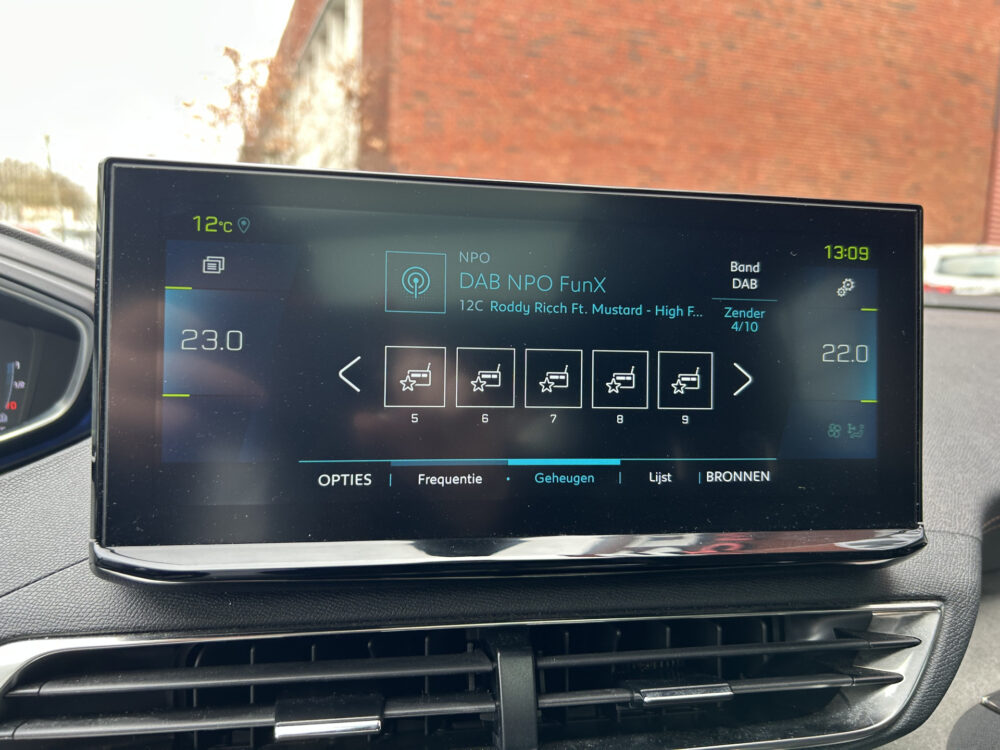 12°C
13:09
NPO
DAB NPO FunX
12C Roddy Ricch Ft. Mustard - High F...
Band
DAB
Zender
4/10
23.0
22.0
5 6 7 8 9
OPTIES | Frequentie · Geheugen | Lijst | BRONNEN